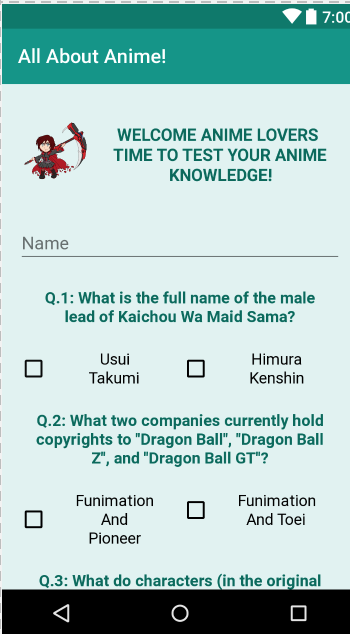 7:00
All About Anime!
WELCOME ANIME LOVERS
TIME TO TEST YOUR ANIME
KNOWLEDGE!
Name
Q.1: What is the full name of the male
lead of Kaichou Wa Maid Sama?
Usui
Takumi
Himura
Kenshin
Q.2: What two companies currently hold
copyrights to "Dragon Ball", "Dragon Ball
Z", and "Dragon Ball GT"?
Funimation
And
Pioneer
Funimation
And Toei
Q.3: What do characters (in the original